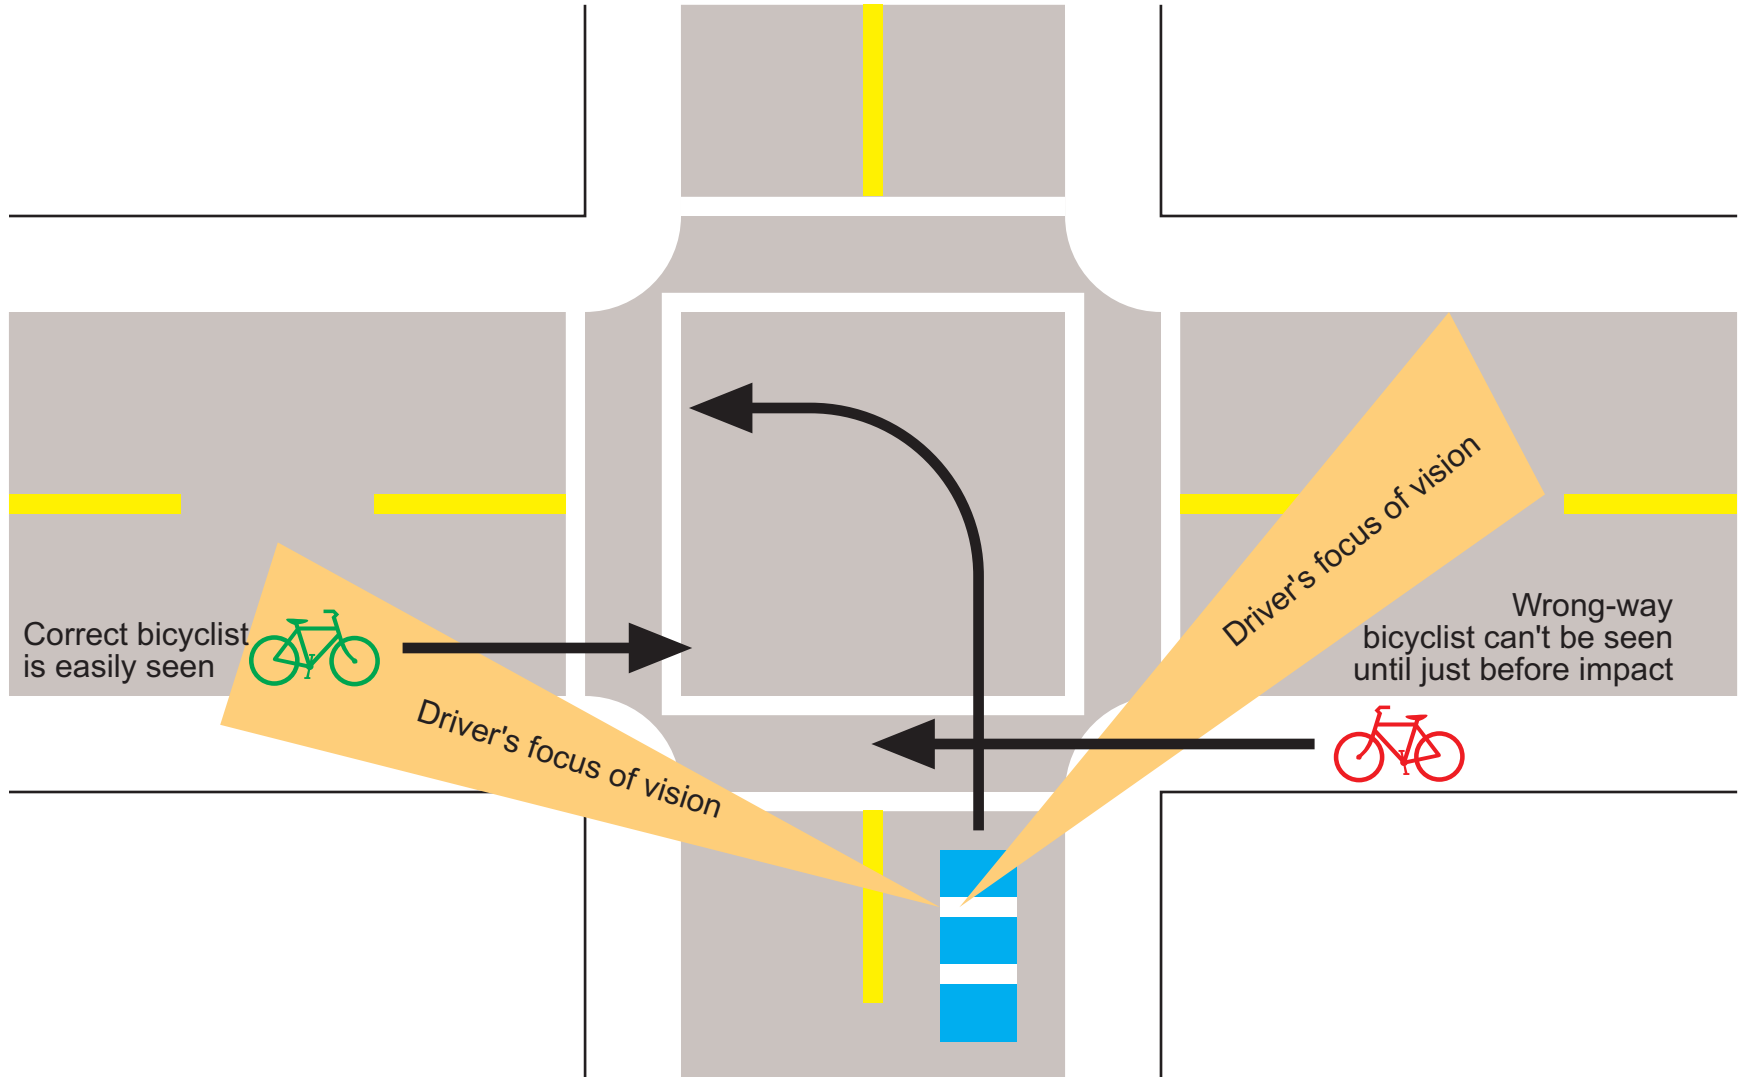 Driver's focus of vision
Correct bicyclist
is easily seen
Wrong-way
bicyclist can't be seen
until just before impact
Driver's focus of vision